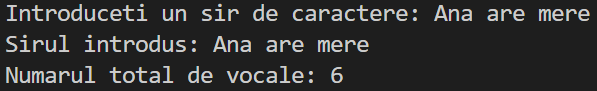 Introduceti un sir de caractere: Ana are mere
Sirul introdus: Ana are mere
Numarul total de vocale: 6